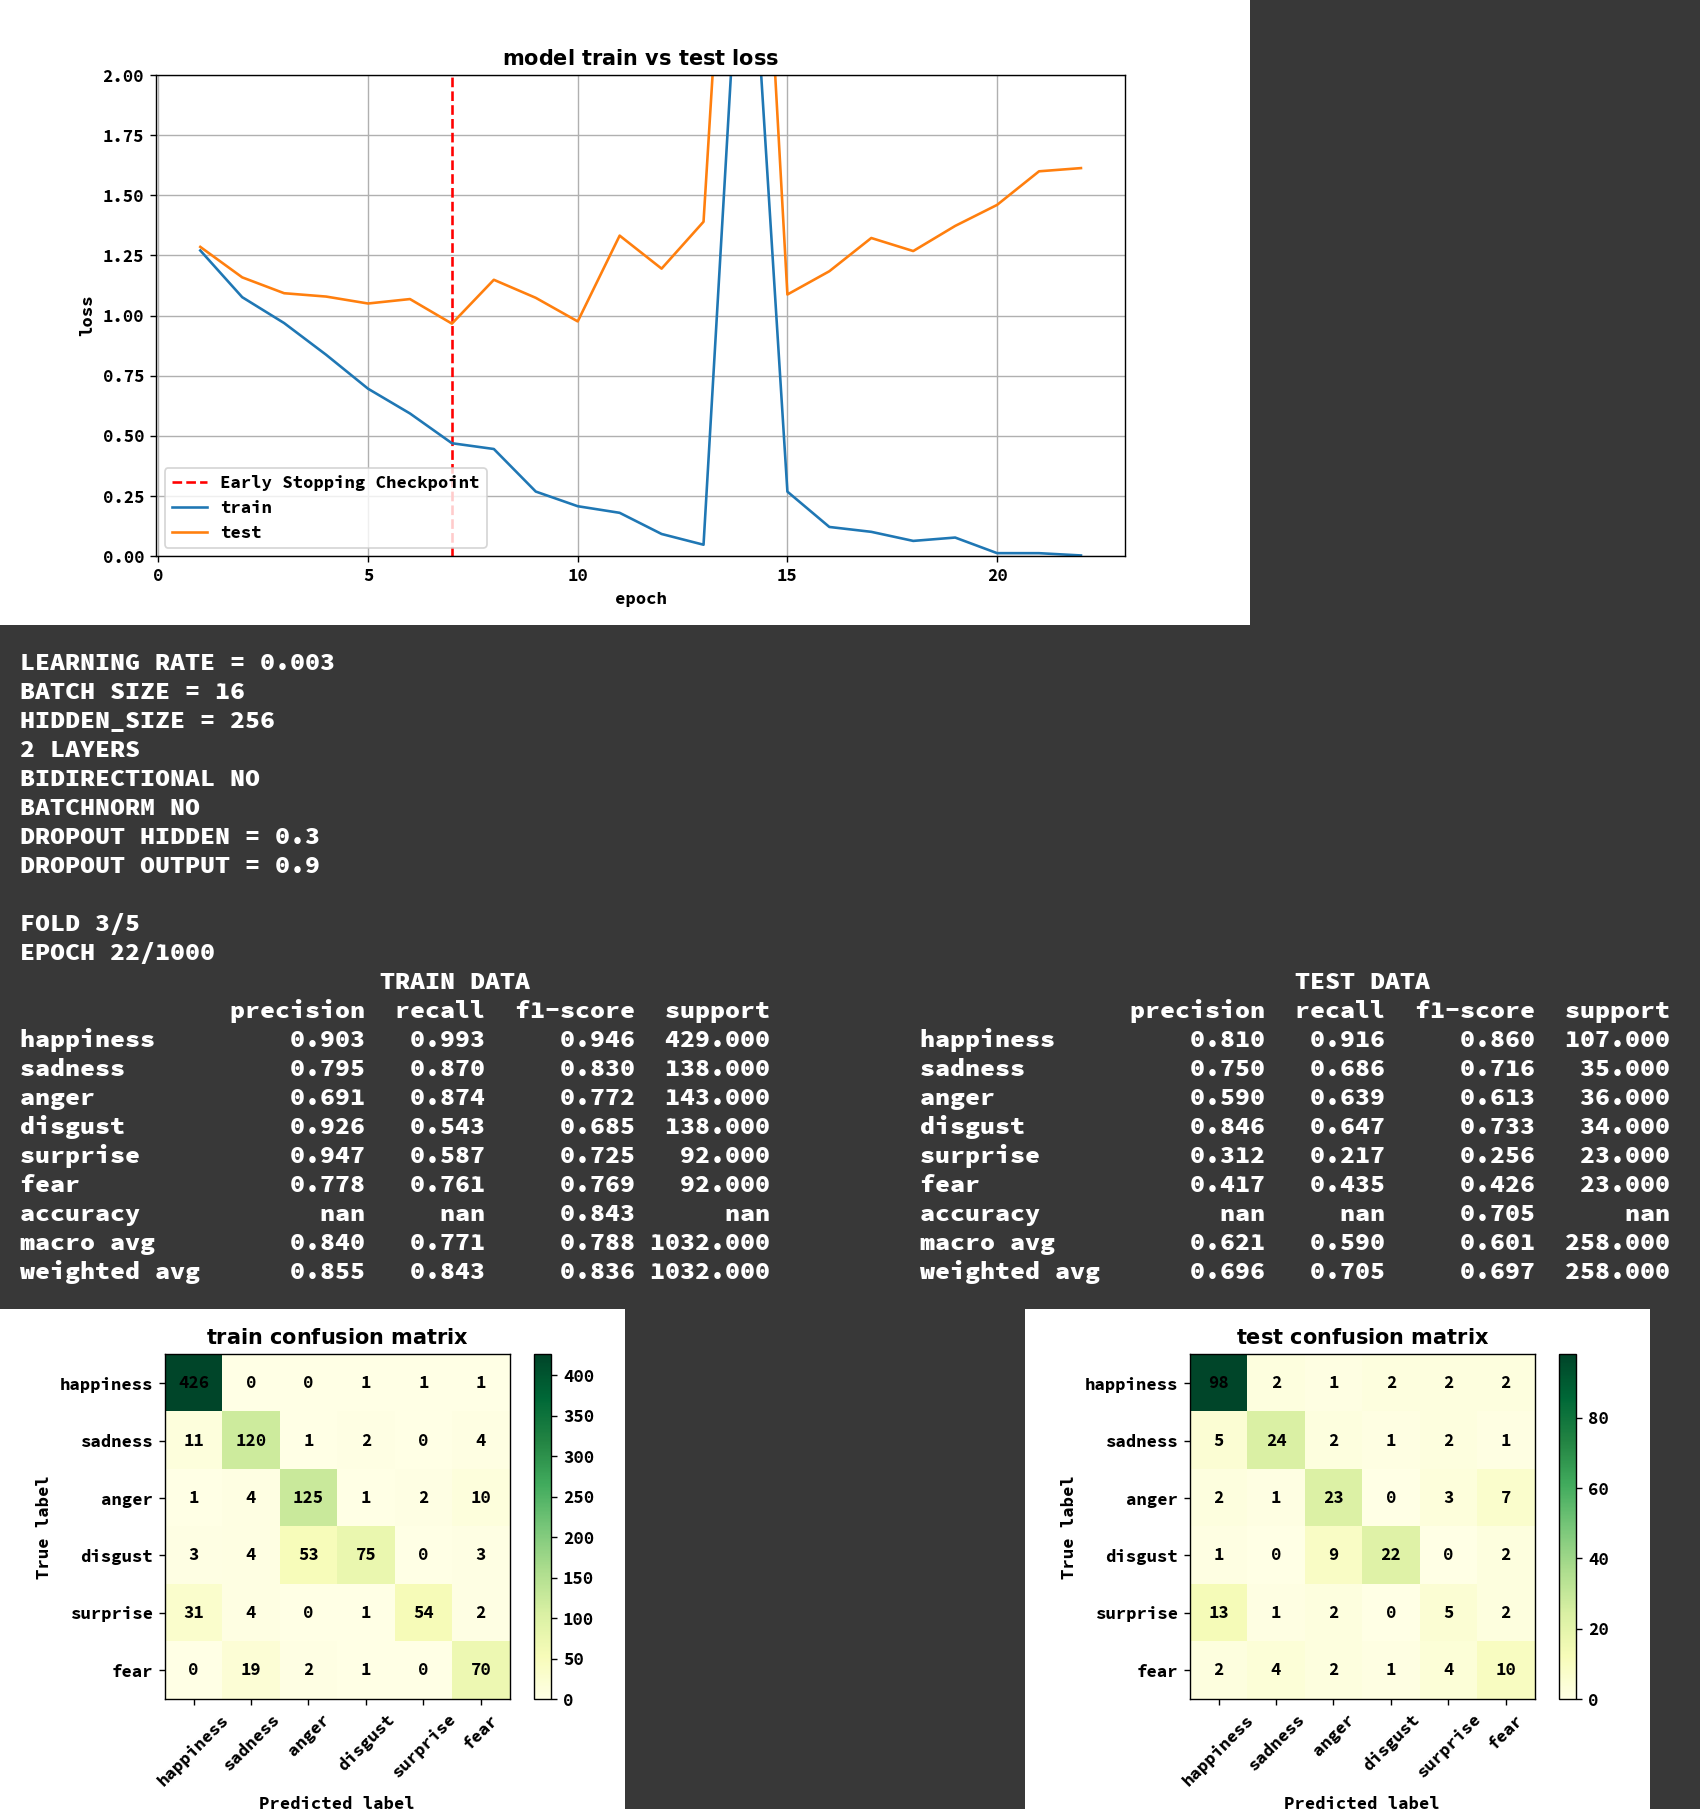 model train vs test loss
2.00
1.75
1.50
1.25
1.00
0.75
0.50
0.25
0.00
loss
Early Stopping Checkpoint
train
test
0 5 10 15 20
epoch
LEARNING RATE = 0.003
BATCH SIZE = 16
HIDDEN_SIZE = 256
2 LAYERS
BIDIRECTIONAL NO
BATCHNORM NO
DROPOUT HIDDEN = 0.3
DROPOUT OUTPUT = 0.9
FOLD 3/5
EPOCH 22/1000
TRAIN DATA
precision recall f1-score support
happiness 0.903 0.993 0.946 429.000
sadness 0.795 0.870 0.830 138.000
anger 0.691 0.874 0.772 143.000
disgust 0.926 0.543 0.685 138.000
surprise 0.947 0.587 0.725 92.000
fear 0.778 0.761 0.769 92.000
accuracy nan nan 0.843 nan
macro avg 0.840 0.771 0.788 1032.000
weighted avg 0.855 0.843 0.836 1032.000
TEST DATA
precision recall f1-score support
happiness 0.810 0.916 0.860 107.000
sadness 0.750 0.686 0.716 35.000
anger 0.590 0.639 0.613 36.000
disgust 0.846 0.647 0.733 34.000
surprise 0.312 0.217 0.256 23.000
fear 0.417 0.435 0.426 23.000
accuracy nan nan 0.705 nan
macro avg 0.621 0.590 0.601 258.000
weighted avg 0.696 0.705 0.697 258.000
train confusion matrix
True label
happiness 426 0 0 1 1 1
sadness 11 120 1 2 0 4
anger 1 4 125 1 2 10
disgust 3 4 53 75 0 3
surprise 31 4 0 1 54 2
fear 0 19 2 1 0 70
happiness sadness anger disgust surprise fear
Predicted label
400
350
300
250
200
150
100
50
0
test confusion matrix
True label
happiness 98 2 1 2 2 2
sadness 5 24 2 1 2 1
anger 2 1 23 0 3 7
disgust 1 0 9 22 0 2
surprise 13 1 2 0 5 2
fear 2 4 2 1 4 10
happiness sadness anger disgust surprise fear
Predicted label
80
60
40
20
0